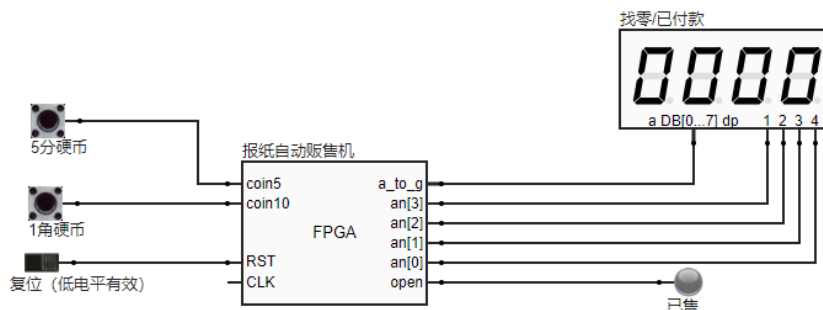 找零/已付款
0000
a DB[0...7] dp 1 2 3 4
5分硬币
报纸自动贩售机
coin5
a_to_g
coin10
an[3]
1角硬币
FPGA
an[2]
an[1]
RST
an[0]
复位（低电平有效）
CLK
open
已售